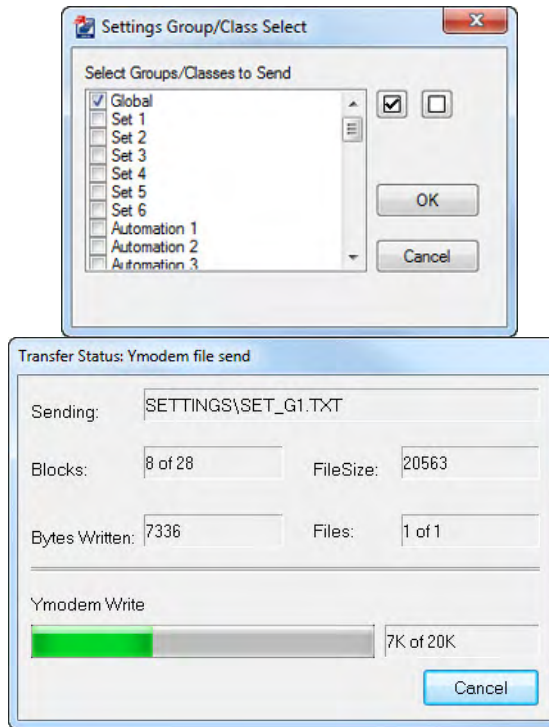 Settings Group/Class Select
Select Groups/Classes to Send
Global
Set 1
Set 2
Set 3
Set 4
Set 5
Set 6
OK
Automation 1
Automation 2
Cancel
Automation 3
Transfer Status: Ymodem file send
Sending: SETTINGS\SET_G1.TXT
Blocks: 8 of 28 FileSize: 20563
Bytes Written: 7336 Files: 1 of 1
Ymodem Write
7K of 20K
Cancel